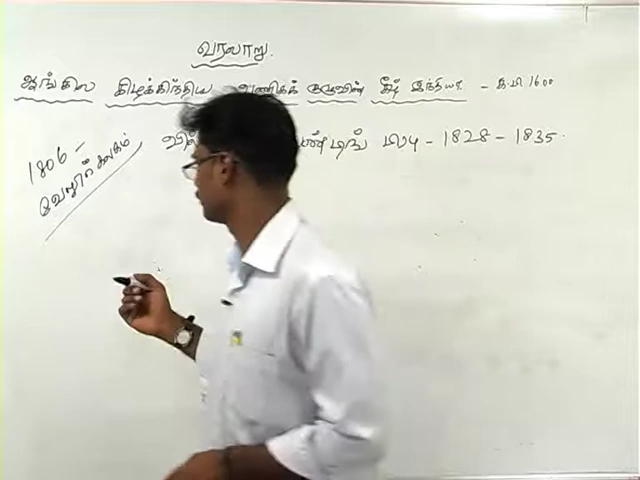 வரலாறு.
ஆங்கில கிழக்கிந்திய வணிகக் குழுவின் கீழ் இந்தியா - கி.பி 1600
1828 - 1835.
1806 -
வேலூர் கலகம்